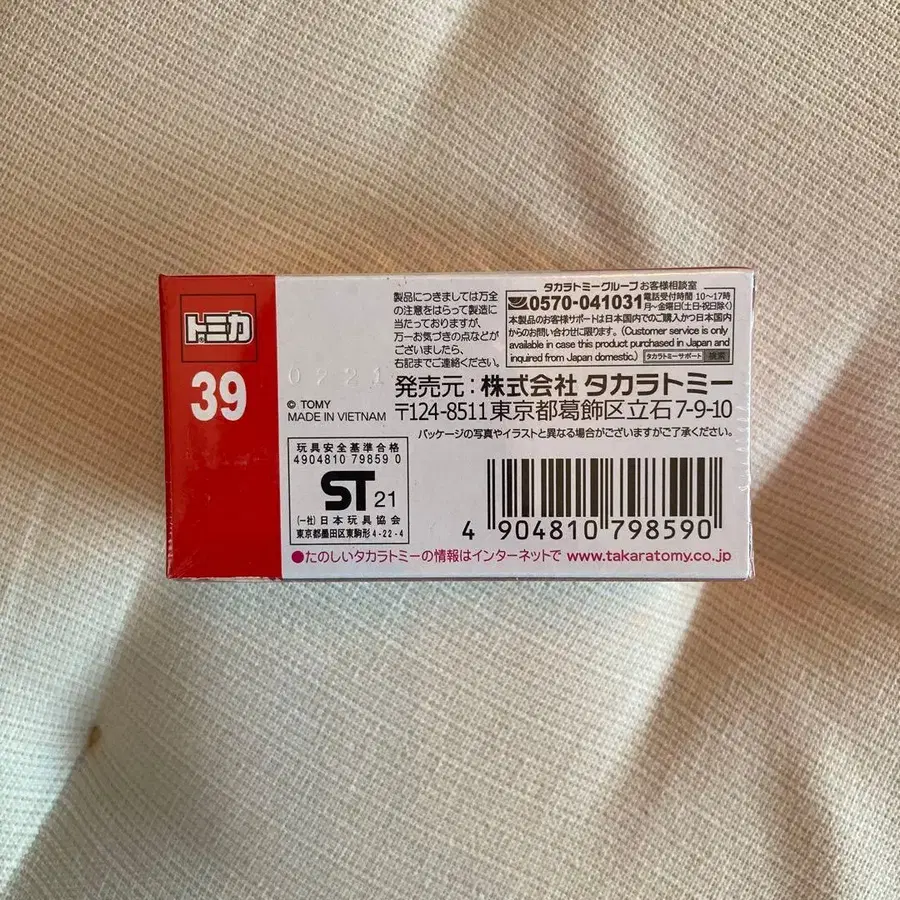 トミカ
39
製品につきましては万全
の注意をはらって製造に
当たっておりますが、
万一お気づきの点などが
ございましたら、
右記までご連絡ください。
タカラトミーグループ お客様相談室
0570-041031 電話受付時間 10〜17時
月〜金曜日(土・日・祝日除く)
本製品のお客様サポートは日本国内でのご購入かつ日本国内
からのお問い合わせに限ります。(Customer service is only
available in case this product purchased in Japan and
inquired from Japan domestic.) タカラトミーサポート 検索
0221
© TOMY
MADE IN VIETNAM
発売元：株式会社 タカラトミー
〒124-8511 東京都葛飾区立石7-9-10
パッケージの写真やイラストと異なる場合がございますがご了承ください。
玩具安全基準合格
4904810 79859 0
ST 21
(一社)日本玩具協会
東京都墨田区東駒形4-22-4
4 904810 798590
●たのしいタカラトミーの情報はインターネットで www.takaratomy.co.jp